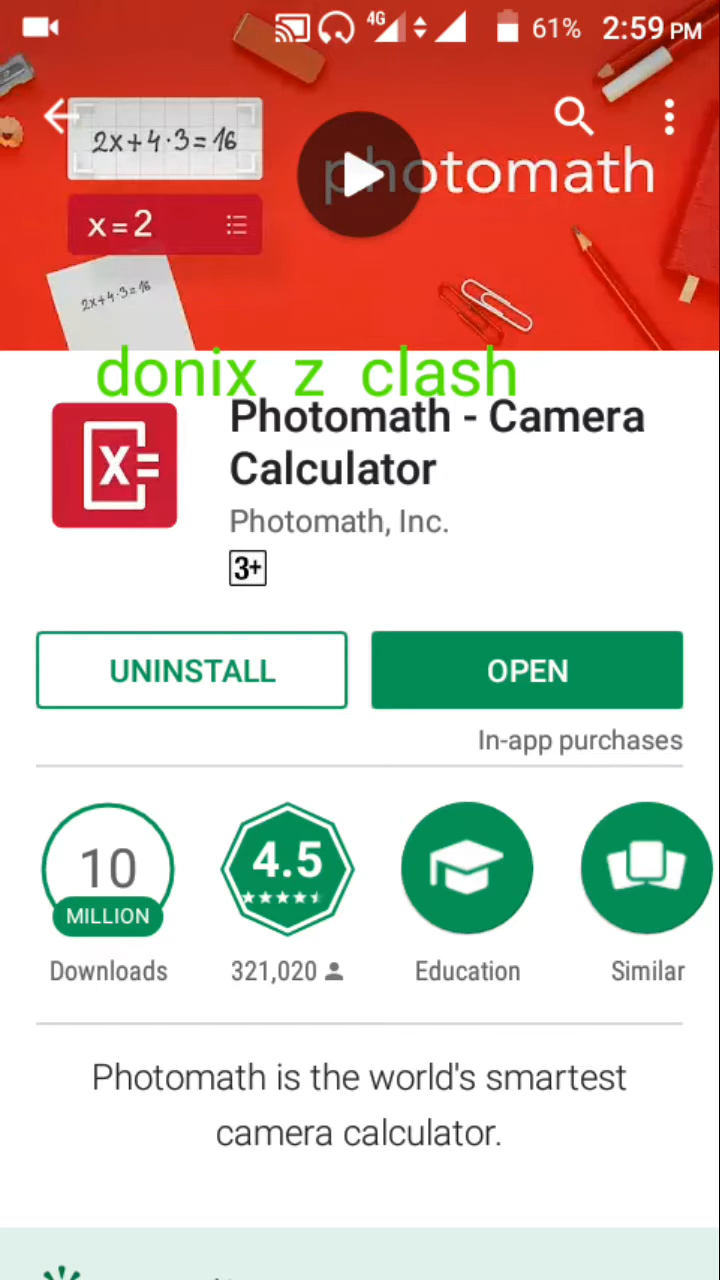 4G 61% 2:59 PM
2x+4·3=16
photomath
x=2
2x+4·3=16
donix z clash
X=
Photomath - Camera
Calculator
Photomath, Inc.
3+
UNINSTALL
OPEN
In-app purchases
10
MILLION
Downloads
4.5
321,020
Education
Similar
Photomath is the world's smartest
camera calculator.